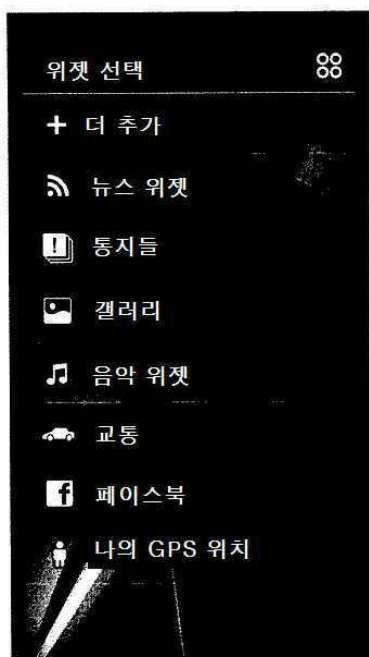 위젯 선택
더 추가
뉴스 위젯
통지들
갤러리
음악 위젯
교통
페이스북
나의 GPS 위치